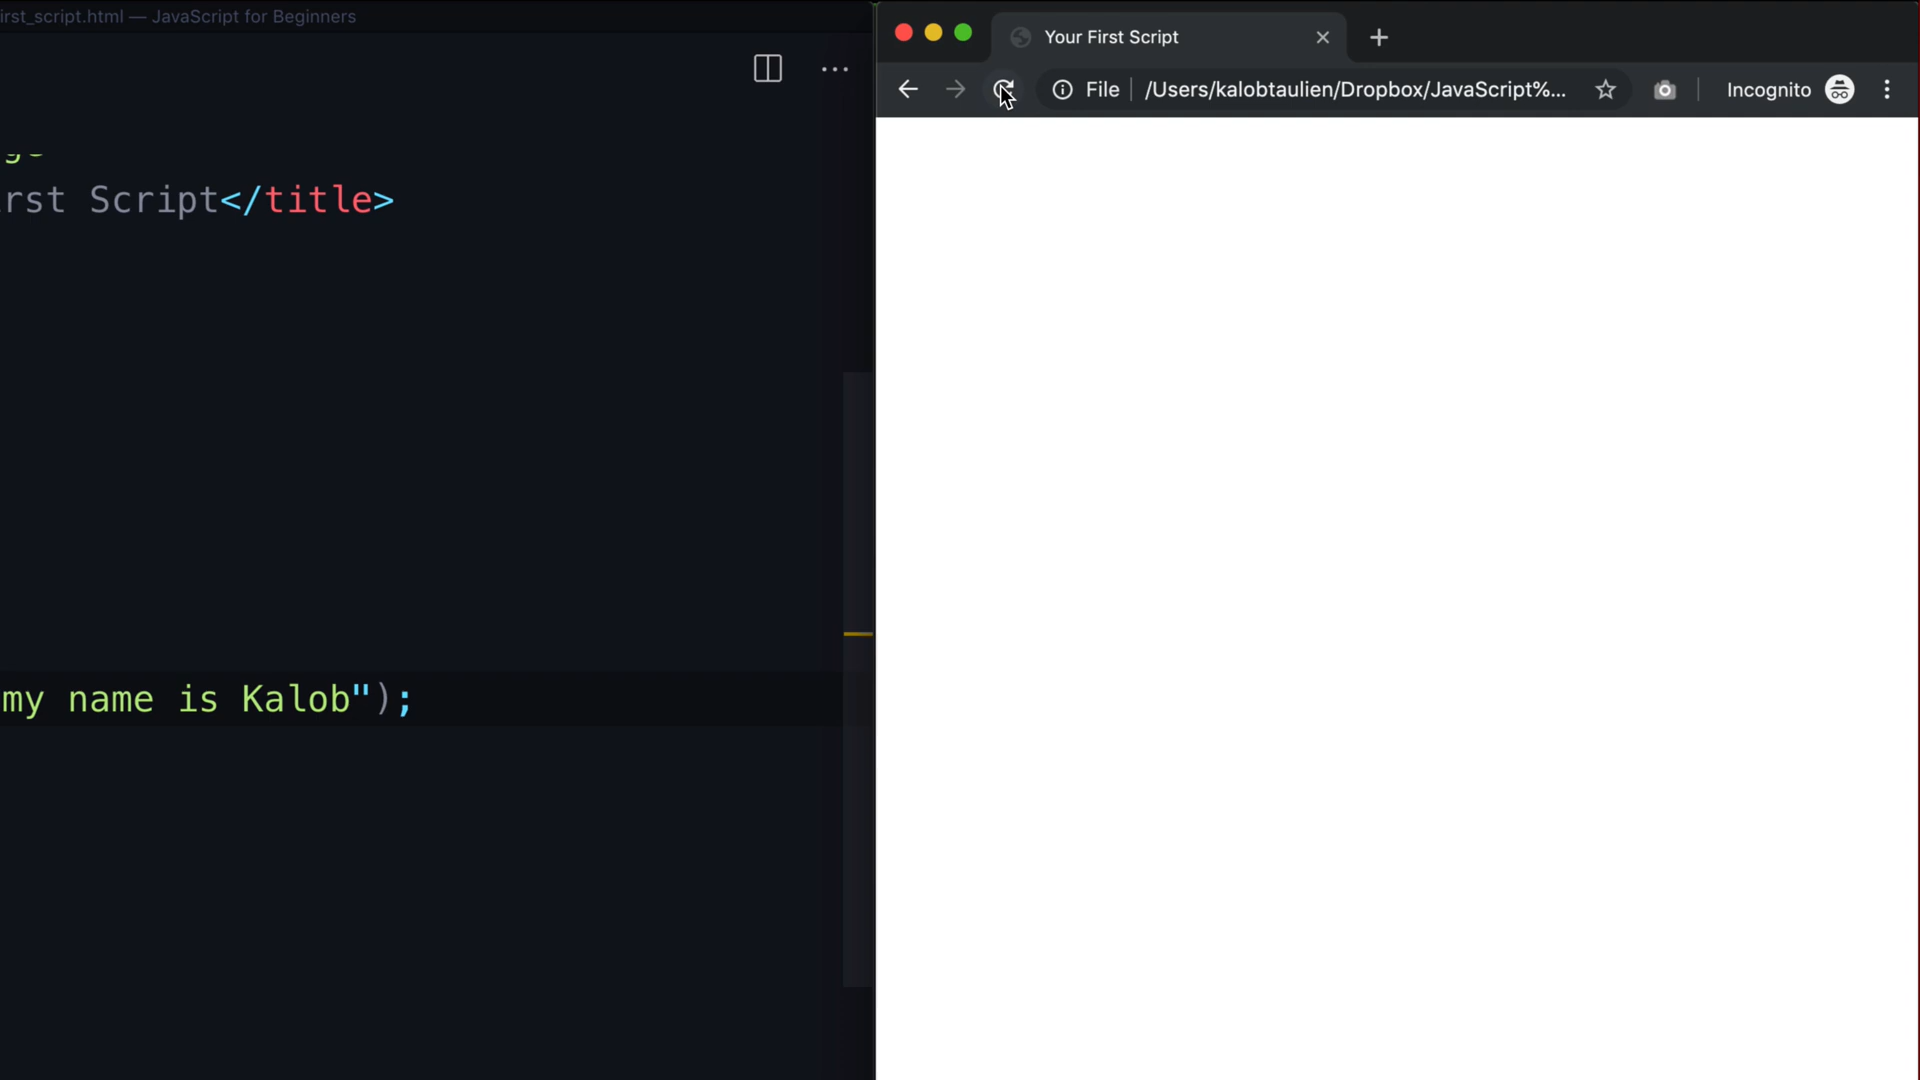 irst_script.html — JavaScript for Beginners
rst Script</title>
my name is Kalob");
Your First Script
File
/Users/kalobtaulien/Dropbox/JavaScript%...
Incognito